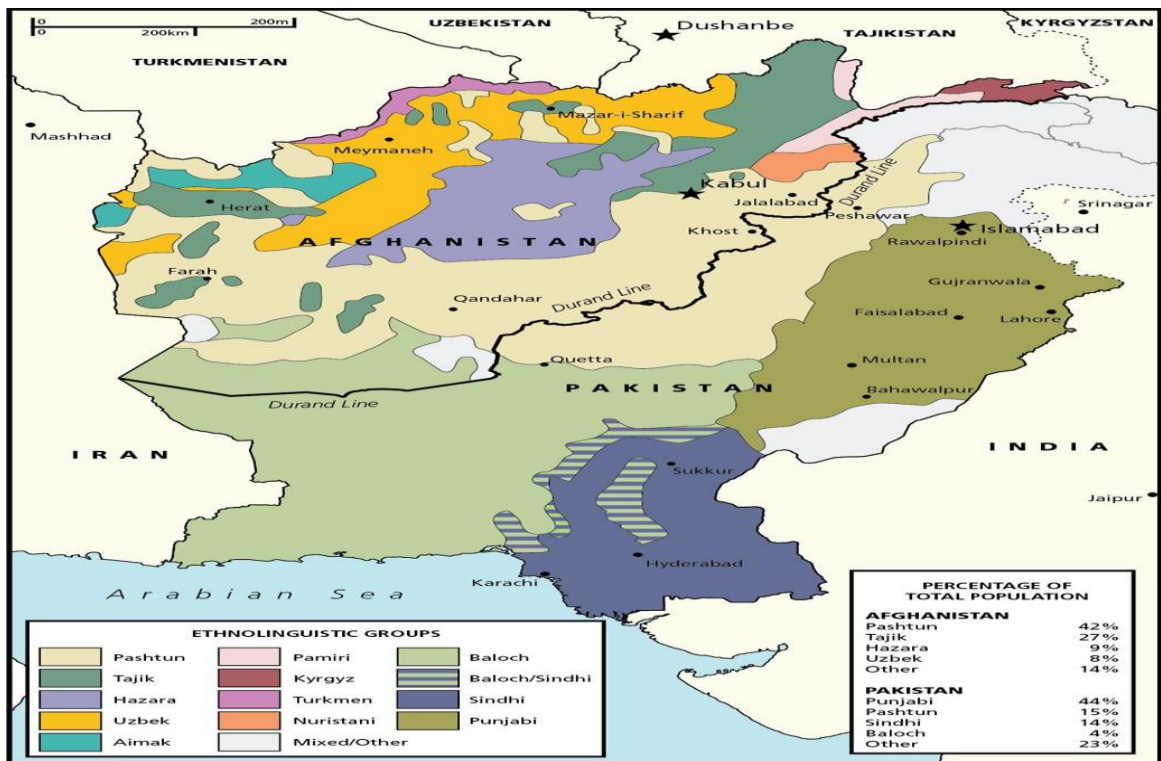 0 200m
0 200km
UZBEKISTAN
Dushanbe
KYRGYZSTAN
TAJIKISTAN
TURKMENISTAN
Mashhad
Mazar-i-Sharif
Meymaneh
Kabul
Jalalabad
Durand Line
Peshawar
Srinagar
Herat
Khost
Islamabad
Rawalpindi
AFGHANISTAN
Farah
Gujranwala
Qandahar
Durand Line
Faisalabad
Lahore
Quetta
Multan
PAKISTAN
Bahawalpur
Durand Line
IRAN
INDIA
Sukkur
Jaipur
Hyderabad
Karachi
Arabian Sea
ETHNOLINGUISTIC GROUPS
Pashtun Pamiri Baloch
Tajik Kyrgyz Baloch/Sindhi
Hazara Turkmen Sindhi
Uzbek Nuristani Punjabi
Aimak Mixed/Other
PERCENTAGE OF
TOTAL POPULATION
AFGHANISTAN
Pashtun 42%
Tajik 27%
Hazara 9%
Uzbek 8%
Other 14%
PAKISTAN
Punjabi 44%
Pashtun 15%
Sindhi 14%
Baloch 4%
Other 23%